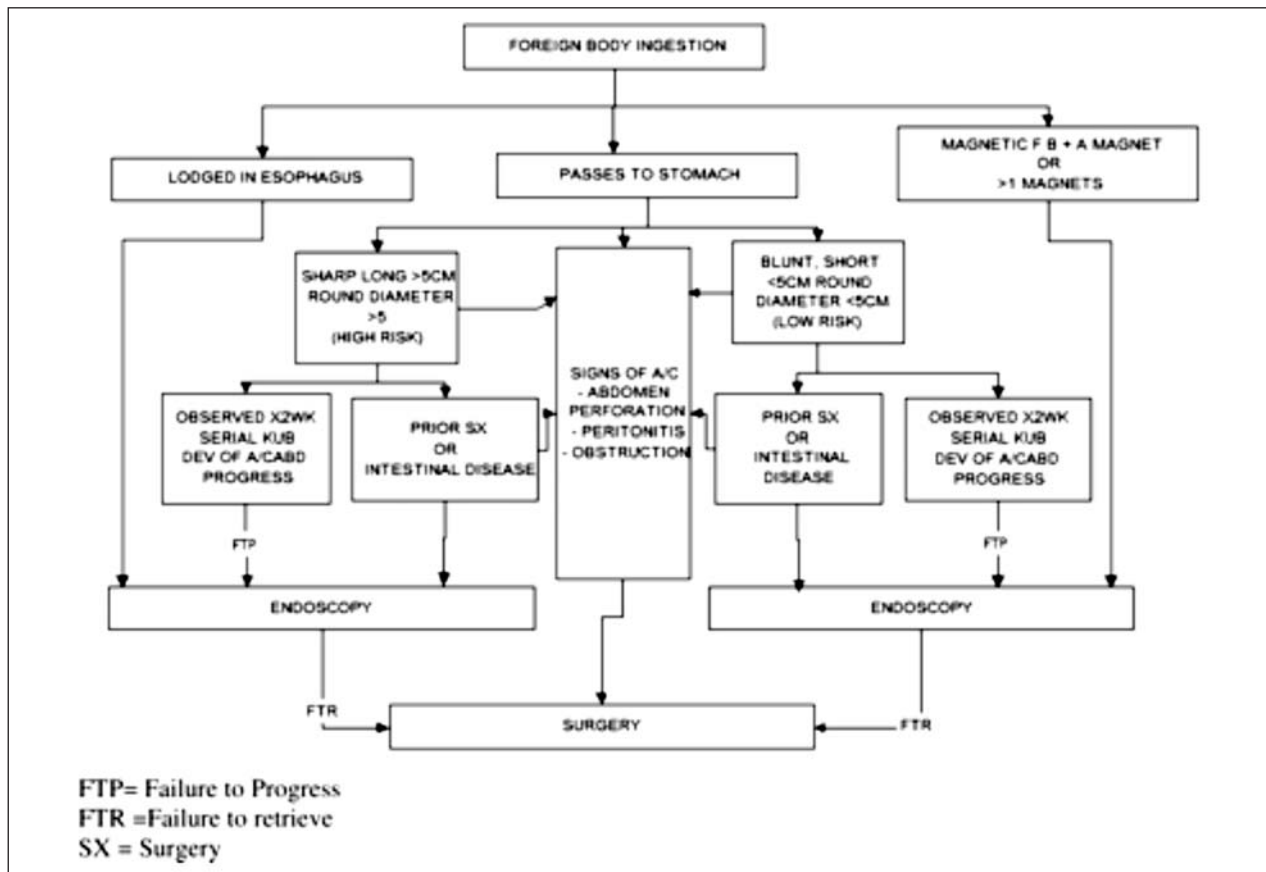 FOREIGN BODY INGESTION
LODGED IN ESOPHAGUS
PASSES TO STOMACH
MAGNETIC F B + A MAGNET
OR
>1 MAGNETS
SHARP LONG >5CM
ROUND DIAMETER
>5
(HIGH RISK)
BLUNT, SHORT
<5CM ROUND
DIAMETER <5CM
(LOW RISK)
OBSERVED X2WK
SERIAL KUB
DEV OF A/CABD
PROGRESS
PRIOR SX
OR
INTESTINAL DISEASE
SIGNS OF A/C
- ABDOMEN
PERFORATION
- PERITONITIS
- OBSTRUCTION
PRIOR SX
OR
INTESTINAL
DISEASE
OBSERVED X2WK
SERIAL KUB
DEV OF A/CABD
PROGRESS
FTP
FTP
ENDOSCOPY
ENDOSCOPY
FTR
SURGERY
FTR
FTP= Failure to Progress
FTR =Failure to retrieve
SX = Surgery